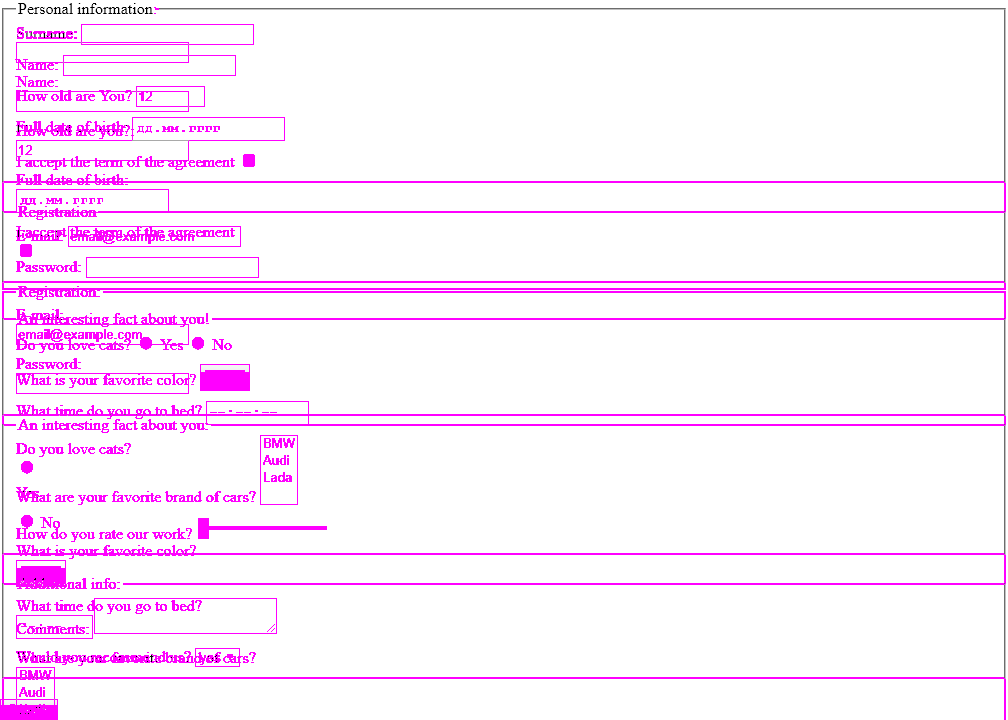 Personal information:
Surname:
Name:
Name:
How old are You? 12
Full date of birth: дд.мм.гггг
How old are you?
12
I accept the term of the agreement
Full date of birth:
дд.мм.гггг
Registration
I accept the term of the agreement
E-mail: email@example.com
Password:
Registration:
E-mail:
An interesting fact about you!
email@example.com
Do you love cats? Yes No
Password:
What is your favorite color?
What time do you go to bed? --:--
An interesting fact about you:
Do you love cats?
BMW
Audi
Lada
Yes
What are your favorite brand of cars?
No
How do you rate our work?
What is your favorite color?
Additional info:
What time do you go to bed?
Comments:
Would you recommend us? yes
What are your favorite brand of cars?
BMW
Audi